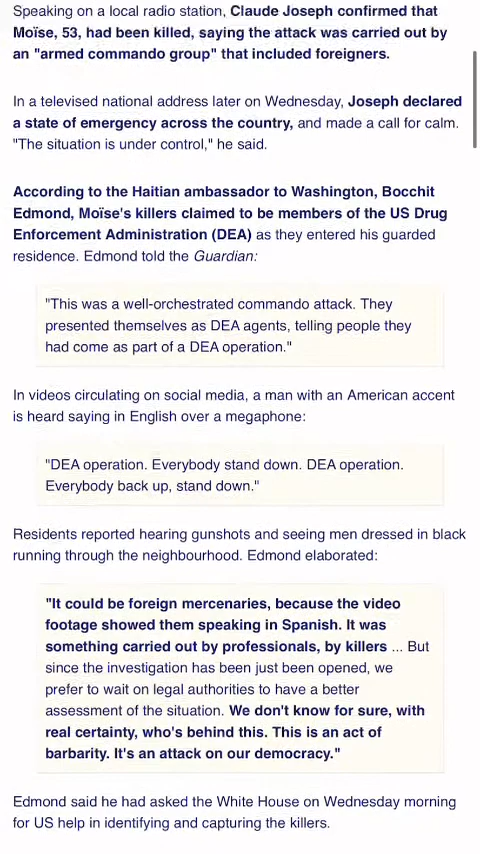 Speaking on a local radio station, Claude Joseph confirmed that
Moïse, 53, had been killed, saying the attack was carried out by
an "armed commando group" that included foreigners.
In a televised national address later on Wednesday, Joseph declared
a state of emergency across the country, and made a call for calm.
"The situation is under control," he said.
According to the Haitian ambassador to Washington, Bocchit
Edmond, Moïse's killers claimed to be members of the US Drug
Enforcement Administration (DEA) as they entered his guarded
residence. Edmond told the Guardian:
"This was a well-orchestrated commando attack. They
presented themselves as DEA agents, telling people they
had come as part of a DEA operation."
In videos circulating on social media, a man with an American accent
is heard saying in English over a megaphone:
"DEA operation. Everybody stand down. DEA operation.
Everybody back up, stand down."
Residents reported hearing gunshots and seeing men dressed in black
running through the neighbourhood. Edmond elaborated:
"It could be foreign mercenaries, because the video
footage showed them speaking in Spanish. It was
something carried out by professionals, by killers ... But
since the investigation has been just been opened, we
prefer to wait on legal authorities to have a better
assessment of the situation. We don't know for sure, with
real certainty, who's behind this. This is an act of
barbarity. It's an attack on our democracy."
Edmond said he had asked the White House on Wednesday morning
for US help in identifying and capturing the killers.